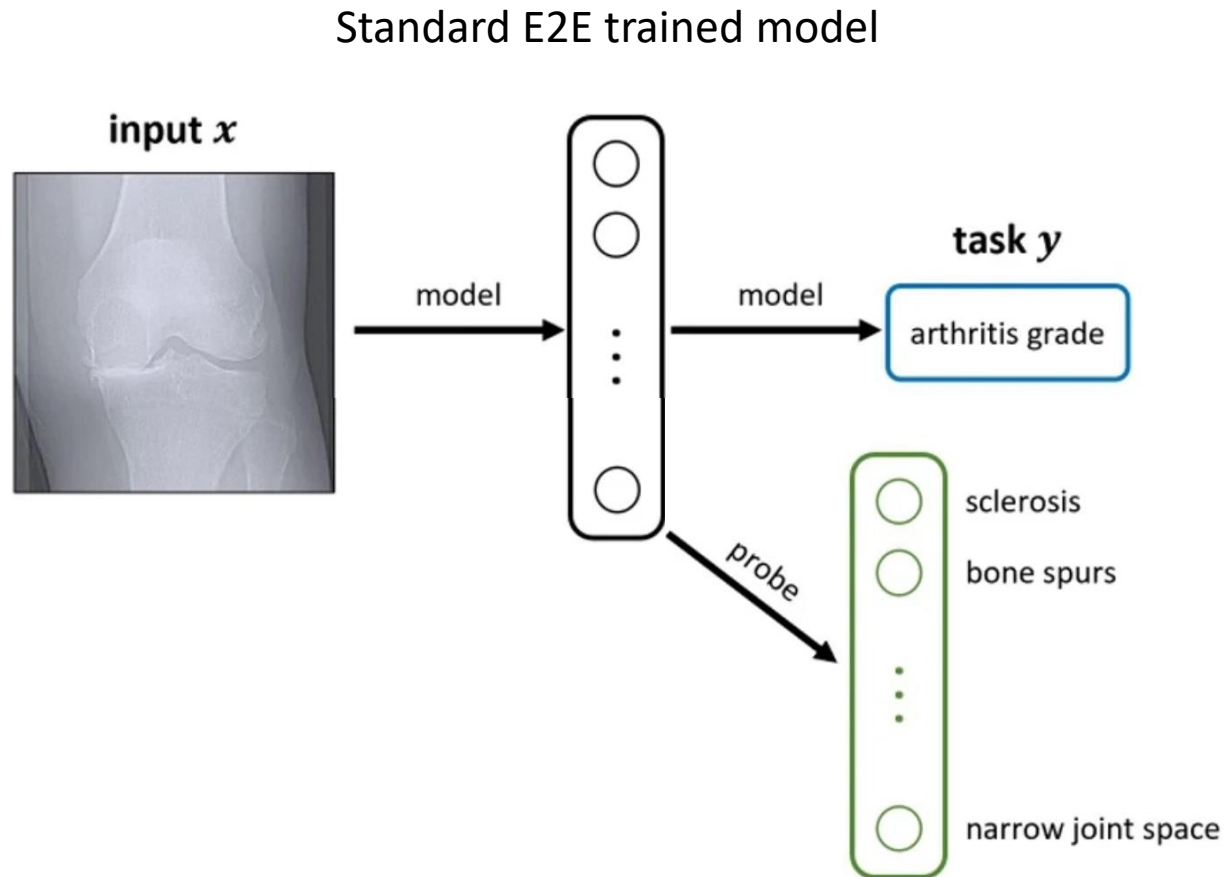 Standard E2E trained model
input x
task y
model
model
arthritis grade
probe
sclerosis
bone spurs
narrow joint space